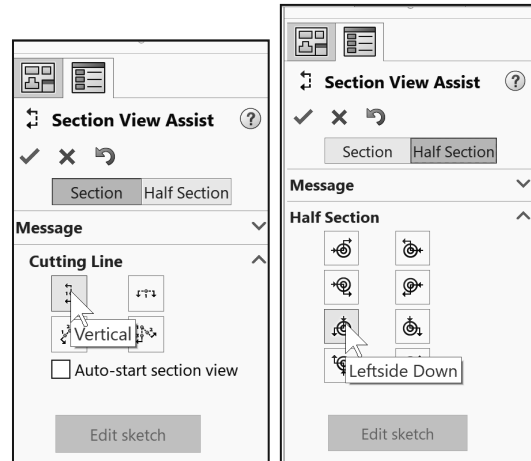 Section View Assist
?
Section
Half Section
Message
Cutting Line
Vertical
Auto-start section view
Edit sketch
Section View Assist
?
Section
Half Section
Message
Half Section
Leftside Down
Edit sketch